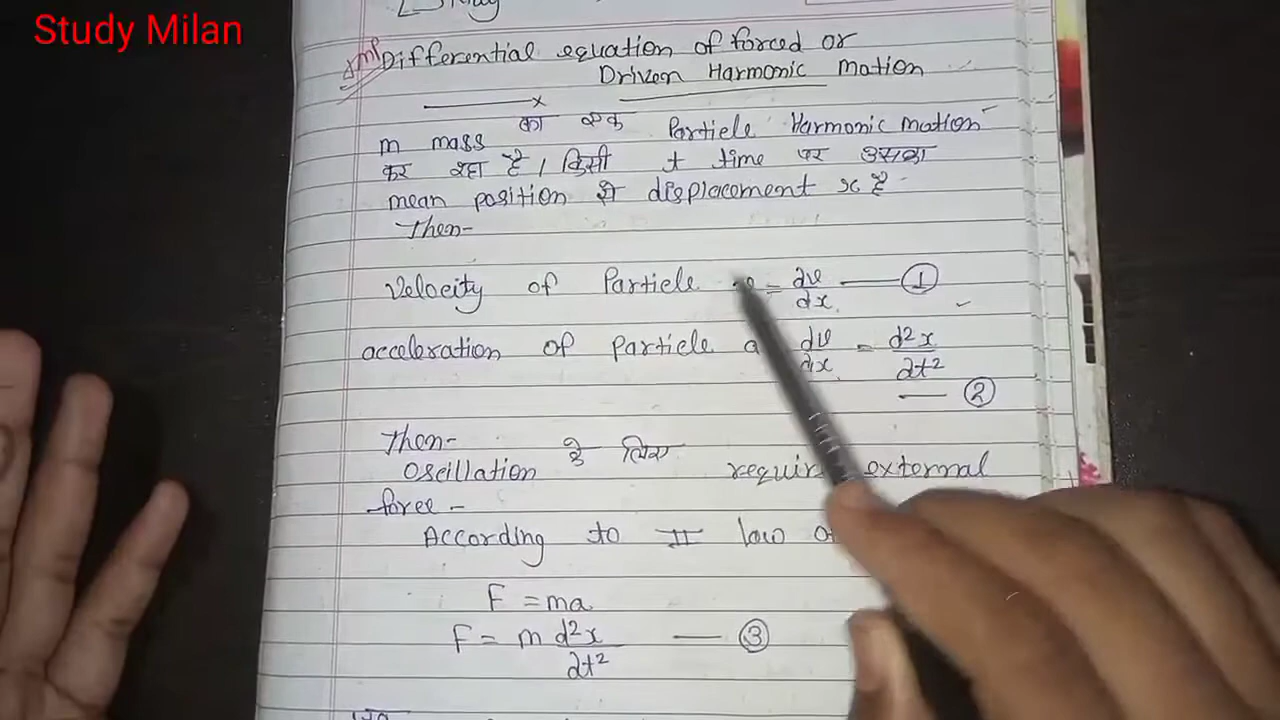 Study Milan
Imp Differential equation of forced or
Driven Harmonic Motion
m mass का एक Particle Harmonic motion
कर रहा है। किसी t time पर उसका
mean position से displacement x है
Then-
Velocity of Particle = dv/dx — ①
acceleration of particle a dv/dx = d²x/dt²
— ②
Then-
Oscillation के लिए require external
force -
According to II law of
F = ma
F = m d²x/dt² — ③